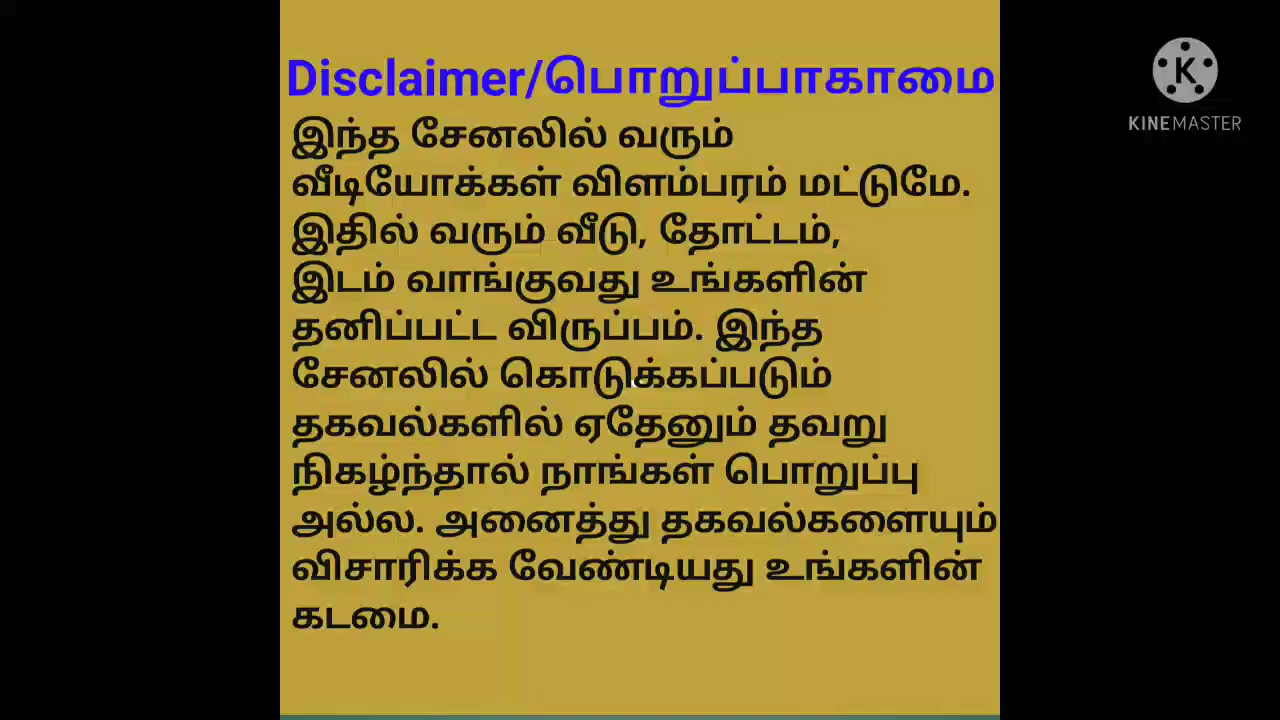 Disclaimer/பொறுப்பாகாமை
இந்த சேனலில் வரும்
வீடியோக்கள் விளம்பரம் மட்டுமே.
இதில் வரும் வீடு, தோட்டம்,
இடம் வாங்குவது உங்களின்
தனிப்பட்ட விருப்பம். இந்த
சேனலில் கொடுக்கப்படும்
தகவல்களில் ஏதேனும் தவறு
நிகழ்ந்தால் நாங்கள் பொறுப்பு
அல்ல. அனைத்து தகவல்களையும்
விசாரிக்க வேண்டியது உங்களின்
கடமை.
K
KINEMASTER